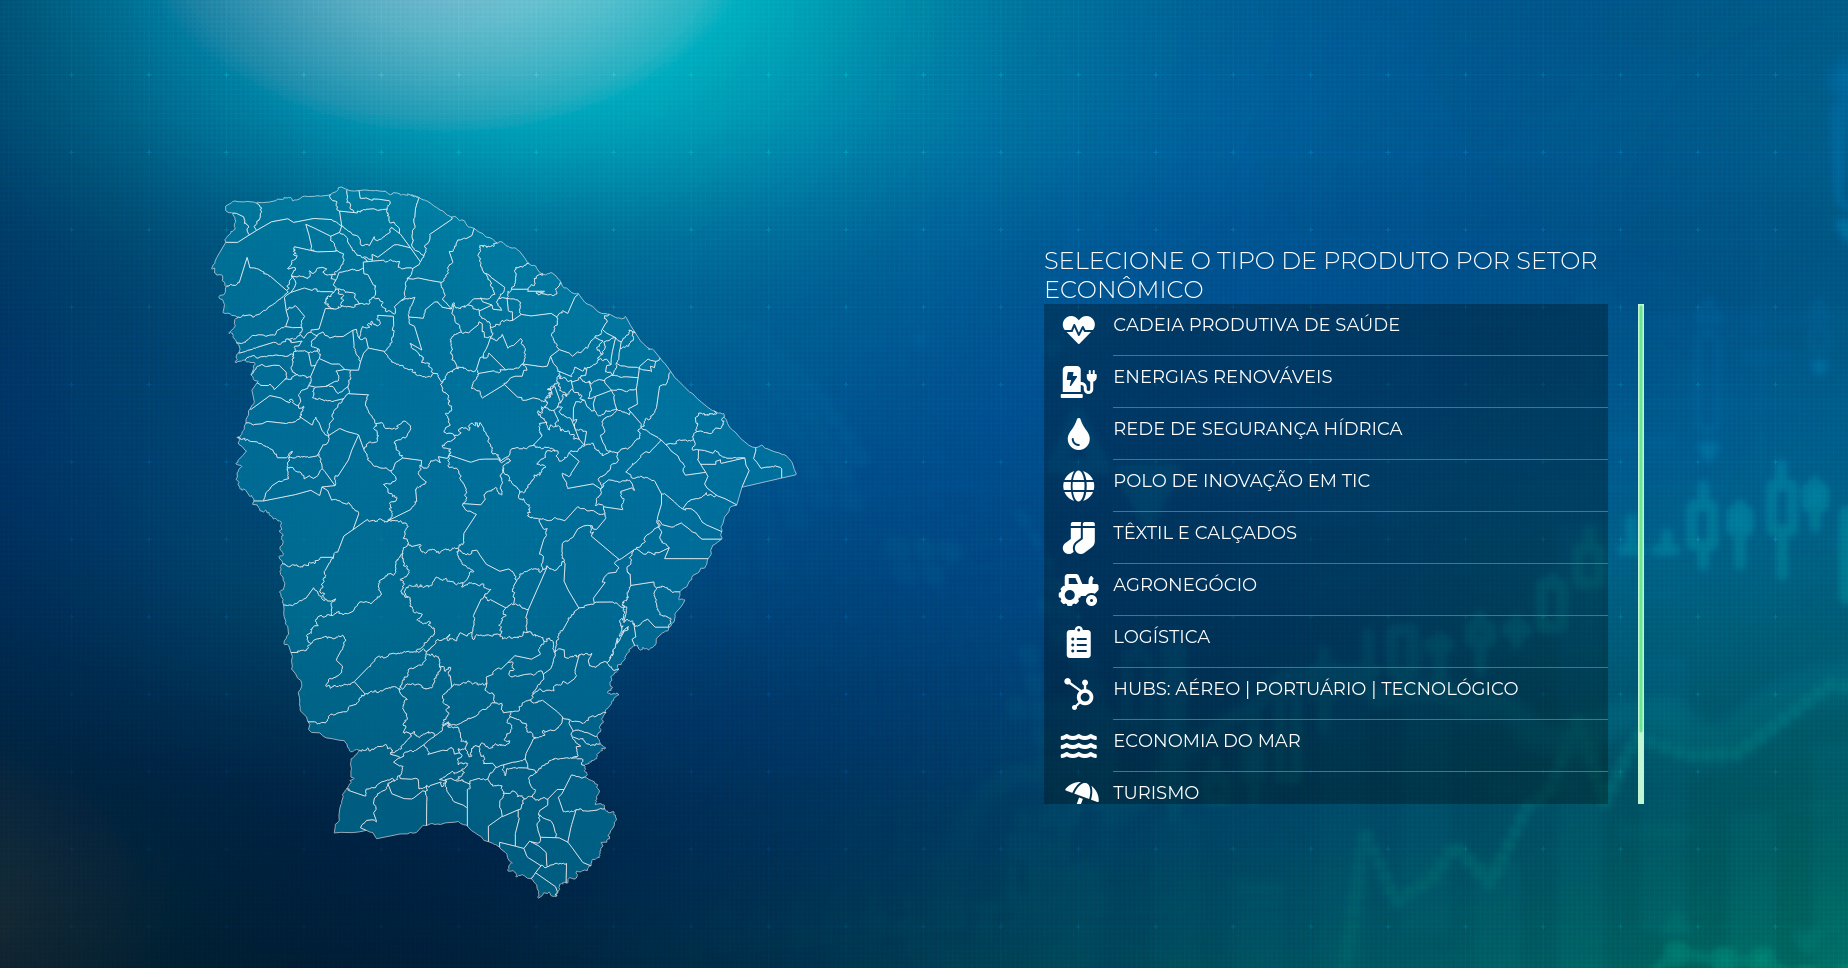 SELECIONE O TIPO DE PRODUTO POR SETOR
ECONÔMICO
CADEIA PRODUTIVA DE SAÚDE
ENERGIAS RENOVÁVEIS
REDE DE SEGURANÇA HÍDRICA
POLO DE INOVAÇÃO EM TIC
TÊXTIL E CALÇADOS
AGRONEGÓCIO
LOGÍSTICA
HUBS: AÉREO | PORTUÁRIO | TECNOLÓGICO
ECONOMIA DO MAR
TURISMO